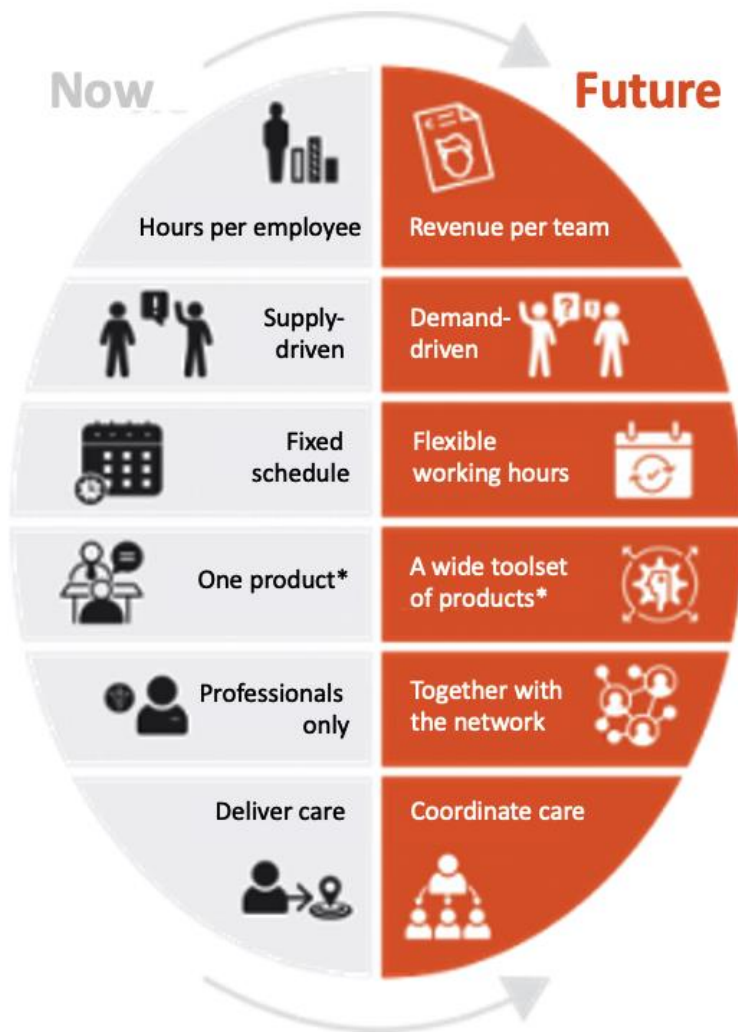 Now
Future
Hours per employee
Revenue per team
Supply-
driven
Demand-
driven
Fixed
schedule
Flexible
working hours
One product*
A wide toolset
of products*
Professionals
only
Together with
the network
Deliver care
Coordinate care